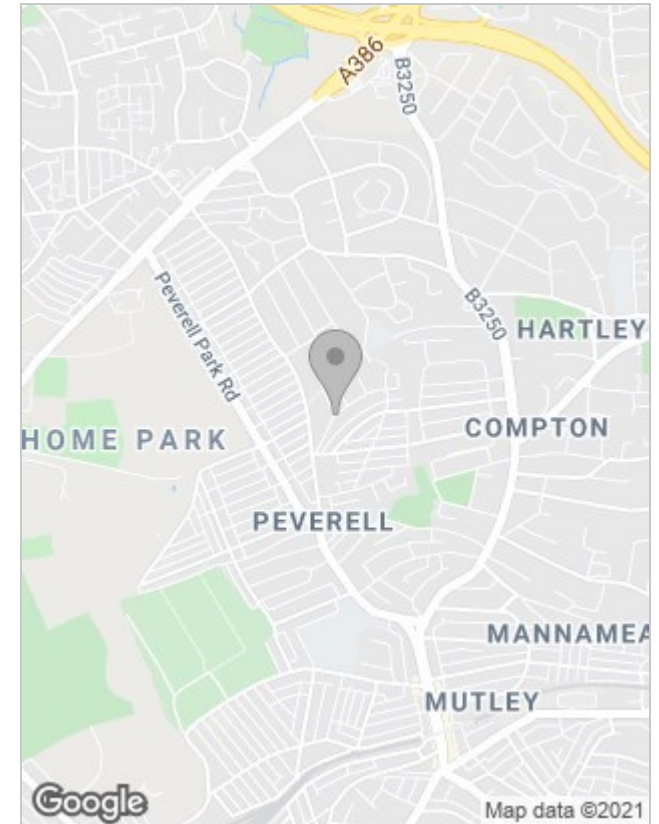 A386
B3250
Peverell Park Rd
B3250
HARTLEY
HOME PARK
COMPTON
PEVERELL
MANNAMEA
MUTLEY
Google
Map data ©2021